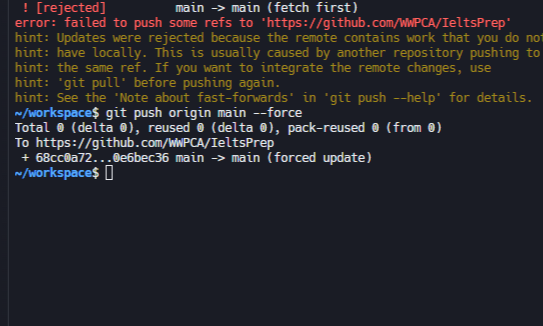 ! [rejected]        main -> main (fetch first)
error: failed to push some refs to 'https://github.com/WWPCA/IeltsPrep'
hint: Updates were rejected because the remote contains work that you do not
hint: have locally. This is usually caused by another repository pushing to
hint: the same ref. If you want to integrate the remote changes, use
hint: 'git pull' before pushing again.
hint: See the 'Note about fast-forwards' in 'git push --help' for details.
~/workspace$ git push origin main --force
Total 0 (delta 0), reused 0 (delta 0), pack-reused 0 (from 0)
To https://github.com/WWPCA/IeltsPrep
 + 68cc0a72...0e6bec36 main -> main (forced update)
~/workspace$